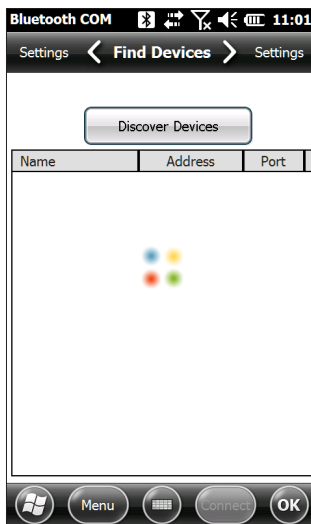 Bluetooth COM 11:01
Settings Find Devices Settings
Discover Devices
Name Address Port
Menu Connect OK